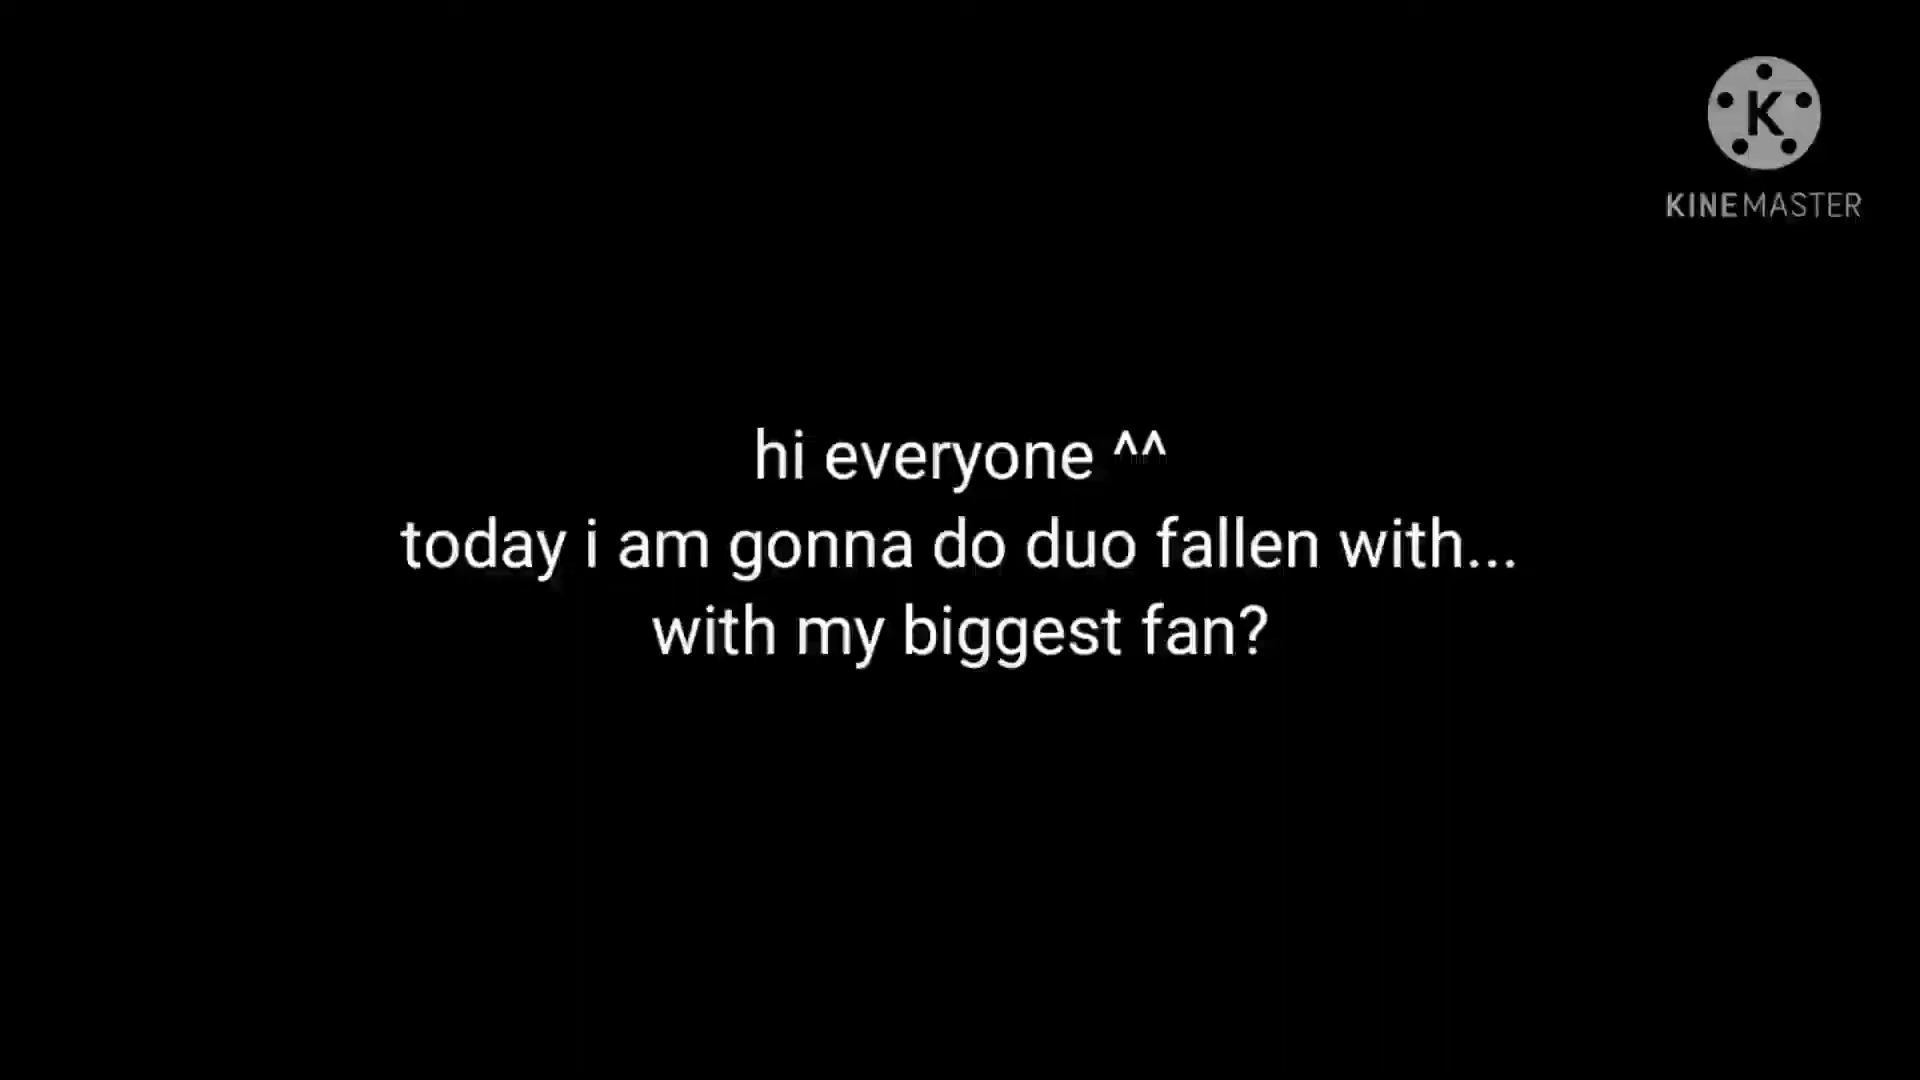 K
KINEMASTER
hi everyone ^^
today i am gonna do duo fallen with...
with my biggest fan?